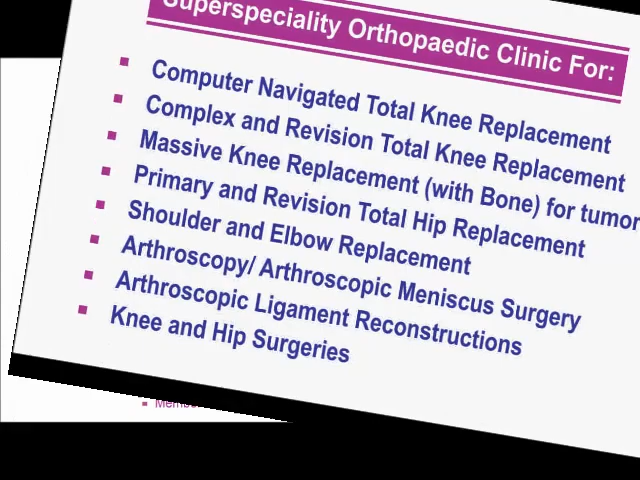 Superspeciality Orthopaedic Clinic For:
Computer Navigated Total Knee Replacement
Complex and Revision Total Knee Replacement
Massive Knee Replacement (with Bone) for tumor
Primary and Revision Total Hip Replacement
Shoulder and Elbow Replacement
Arthroscopy/ Arthroscopic Meniscus Surgery
Arthroscopic Ligament Reconstructions
Knee and Hip Surgeries